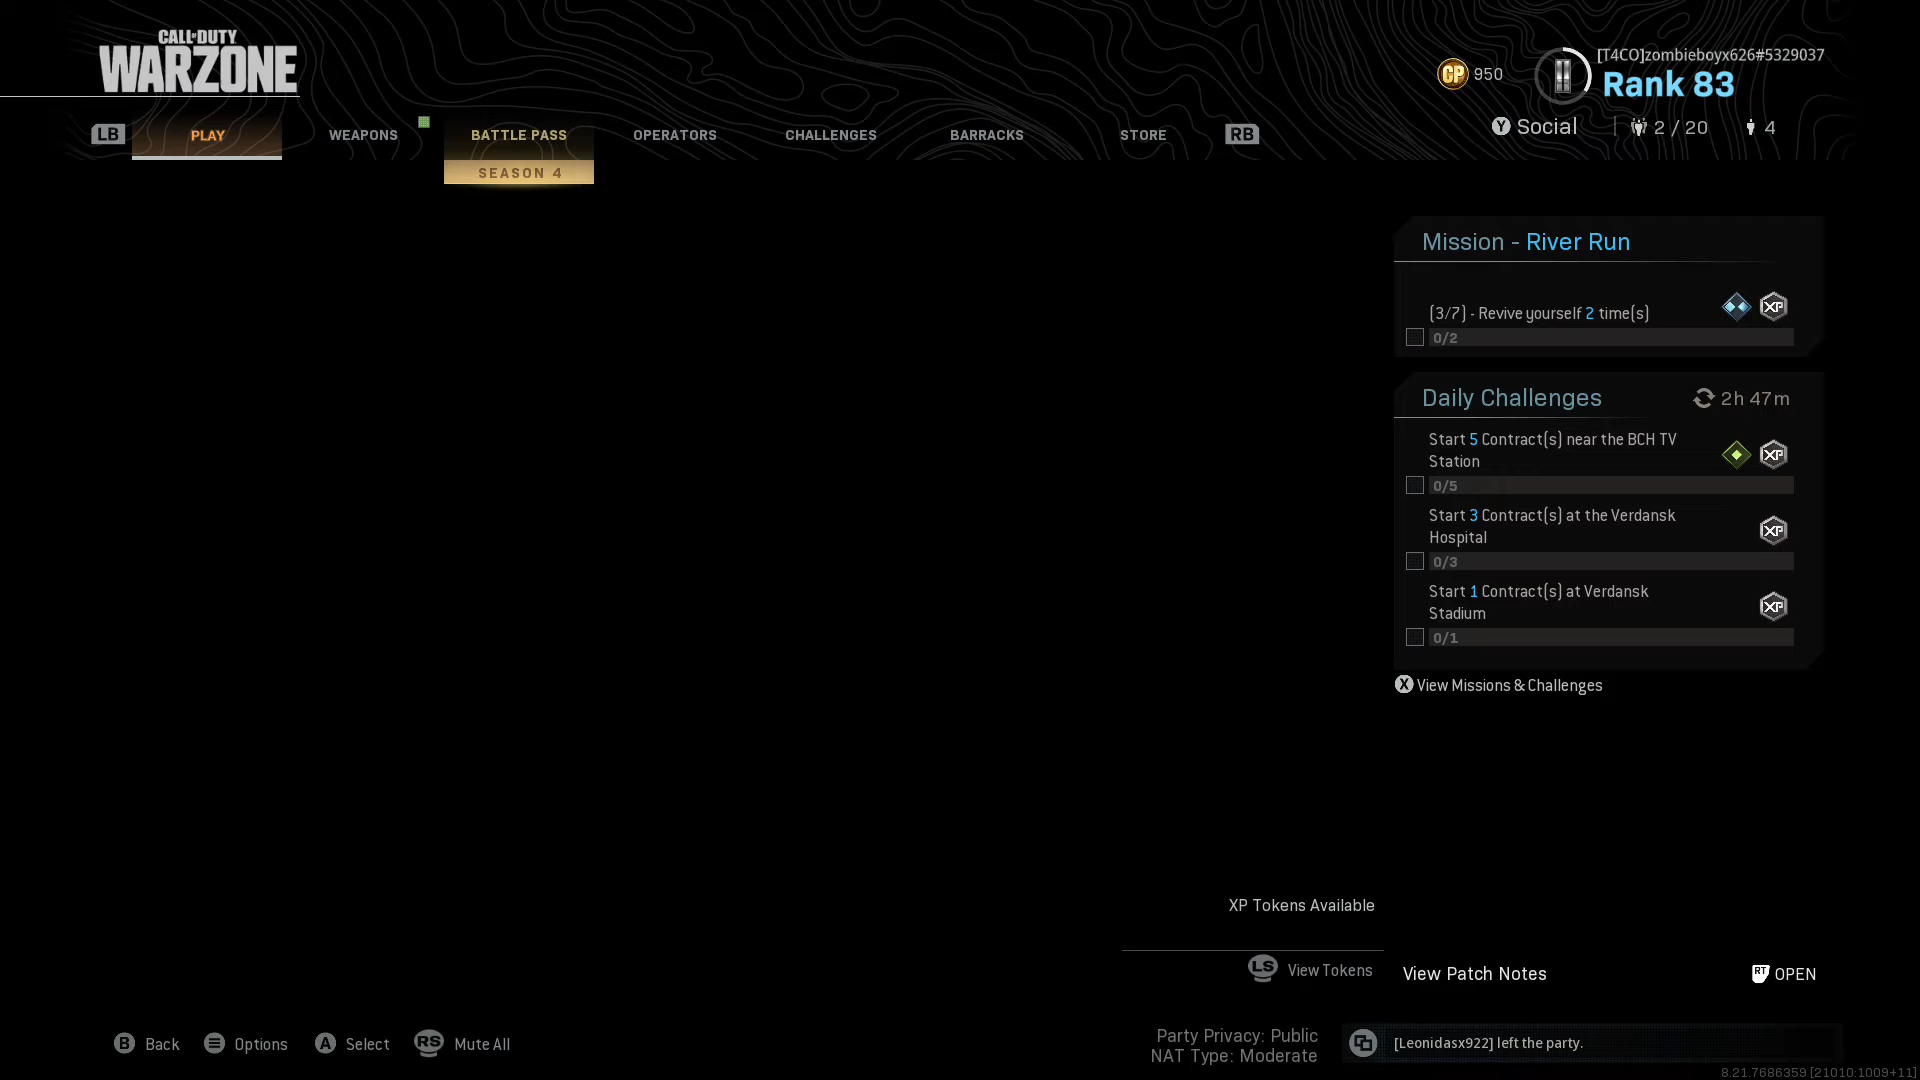 CALL OF DUTY
WARZONE
CP 950
[T4CO]zombieboyx626#5329037
Rank 83
LB PLAY WEAPONS BATTLE PASS OPERATORS CHALLENGES BARRACKS STORE RB
Y Social 2 / 20 4
SEASON 4
Mission - River Run
(3/7) - Revive yourself 2 time(s)
XP
0/2
Daily Challenges
2h 47m
Start 5 Contract(s) near the BCH TV
Station
XP
0/5
Start 3 Contract(s) at the Verdansk
Hospital
XP
0/3
Start 1 Contract(s) at Verdansk
Stadium
XP
0/1
X View Missions & Challenges
XP Tokens Available
LS View Tokens
View Patch Notes
RT OPEN
B Back Options A Select RS Mute All
Party Privacy: Public
NAT Type: Moderate
[Leonidasx922] left the party.
8.21.7686359 [21010:1009+11]